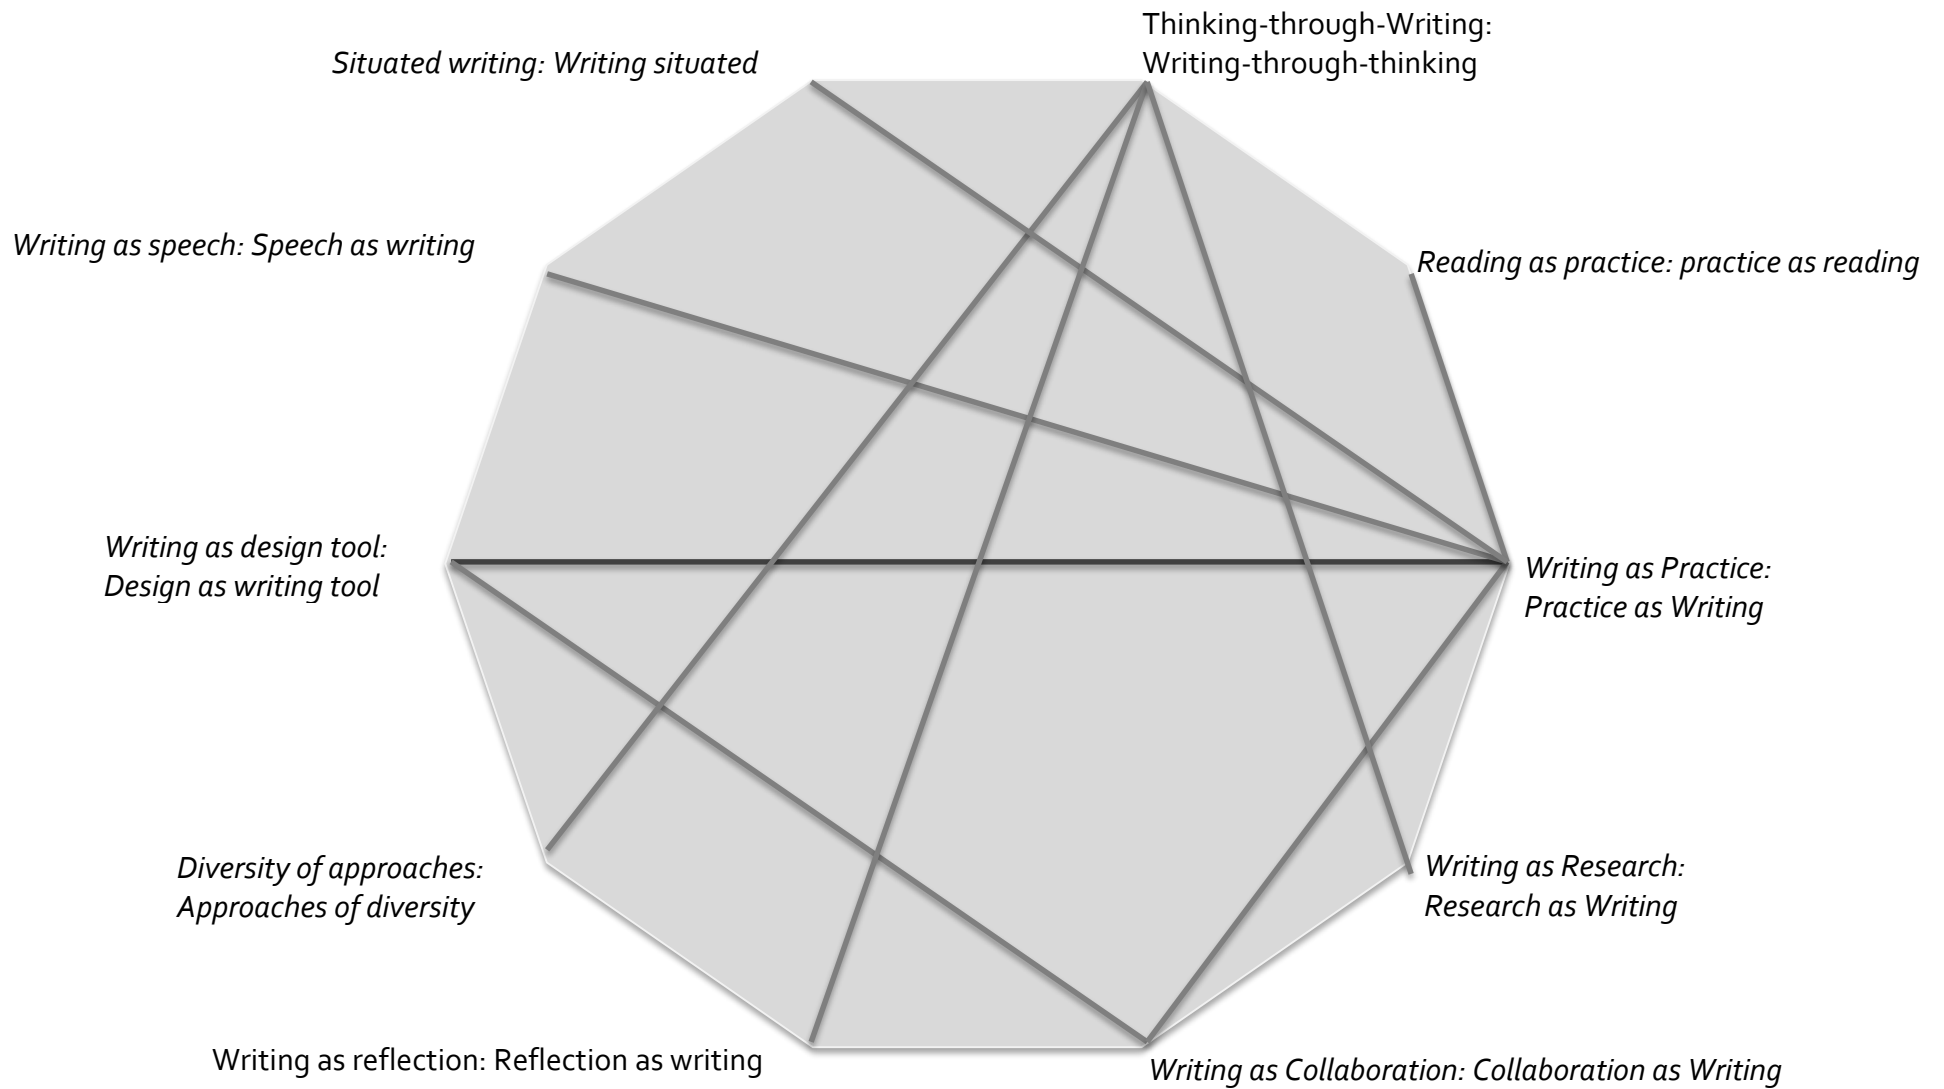 Thinking-through-Writing:
Writing-through-thinking
Situated writing: Writing situated
Writing as speech: Speech as writing
Reading as practice: practice as reading
Writing as design tool:
Design as writing tool
Writing as Practice:
Practice as Writing
Diversity of approaches:
Approaches of diversity
Writing as Research:
Research as Writing
Writing as reflection: Reflection as writing
Writing as Collaboration: Collaboration as Writing